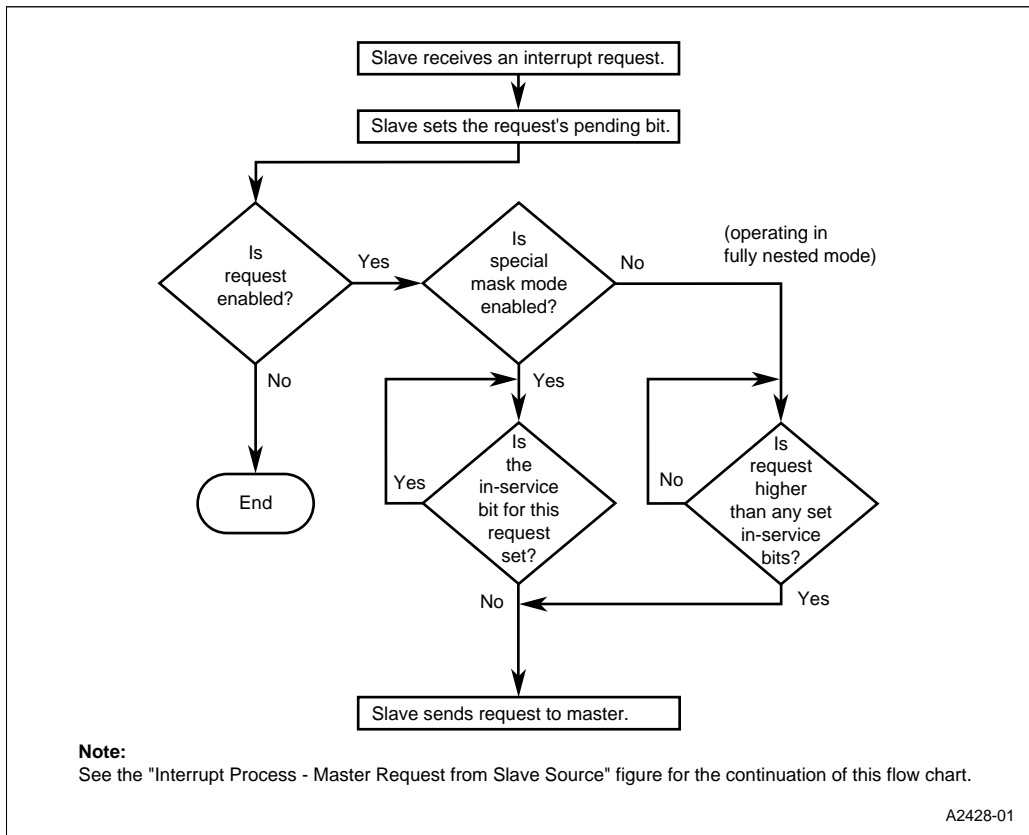 Slave receives an interrupt request.
Slave sets the request's pending bit.
Is
request
enabled?
Yes
No
End
Is
special
mask mode
enabled?
No
(operating in
fully nested mode)
Yes
Is
the
in-service
bit for this
request
set?
Yes
No
Is
request
higher
than any set
in-service
bits?
No
Yes
Slave sends request to master.
Note:
See the "Interrupt Process - Master Request from Slave Source" figure for the continuation of this flow chart.
A2428-01